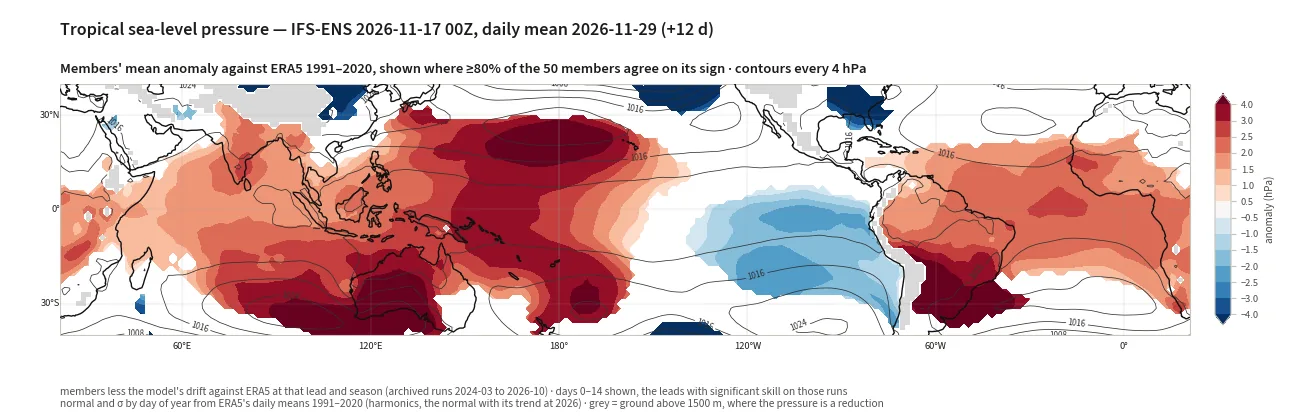 Tropical sea-level pressure — IFS-ENS 2026-11-17 00Z, daily mean 2026-11-29 (+12 d)
Members' mean anomaly against ERA5 1991–2020, shown where ≥80% of the 50 members agree on its sign · contours every 4 hPa
30°N
0°
30°S
60°E
120°E
180°
120°W
60°W
0°
1024
1016
1016
1016
1016
1016
1016
1016
1008
1016
1024
1016
1008
4.0
3.0
2.5
2.0
1.5
1.0
0.5
−0.5
−1.0
−1.5
−2.0
−2.5
−3.0
−4.0
anomaly (hPa)
members less the model's drift against ERA5 at that lead and season (archived runs 2024-03 to 2026-10) · days 0–14 shown, the leads with significant skill on those runs
normal and σ by day of year from ERA5's daily means 1991–2020 (harmonics, the normal with its trend at 2026) · grey = ground above 1500 m, where the pressure is a reduction